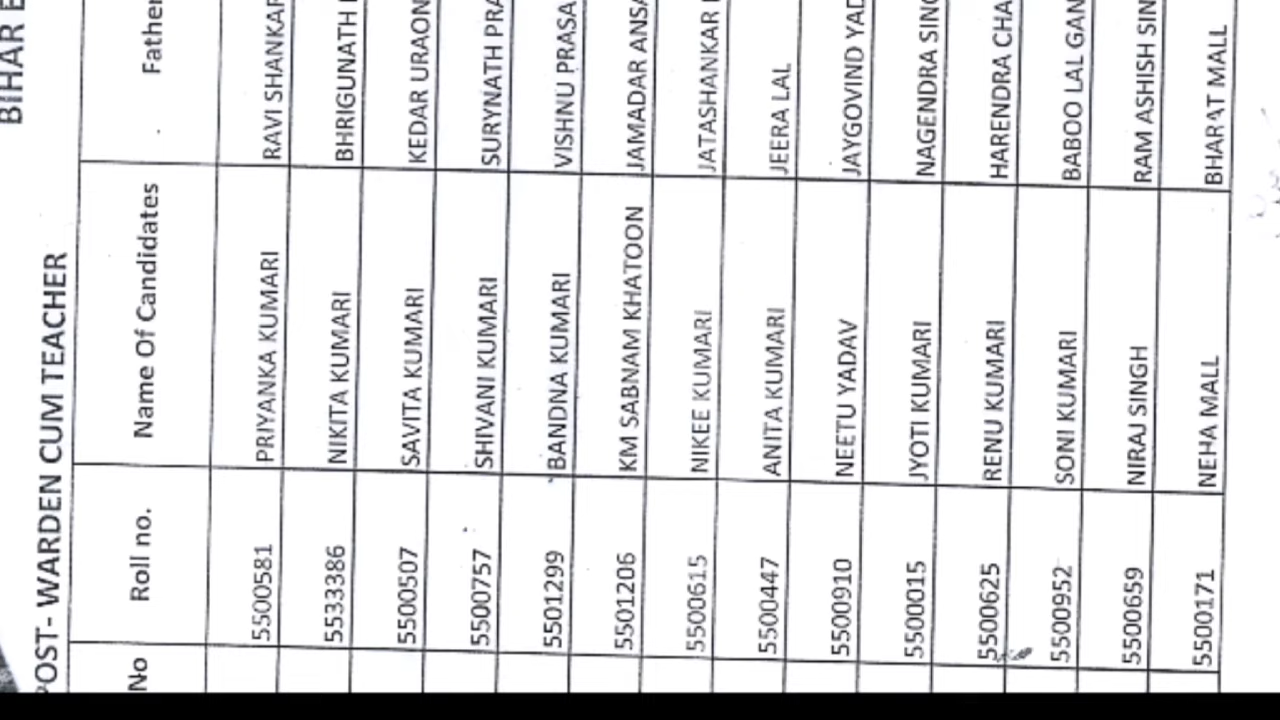 BIHAR E
POST- WARDEN CUM TEACHER
No Roll no. Name Of Candidates Father
5500581 PRIYANKA KUMARI RAVI SHANKAR
5533386 NIKITA KUMARI BHRIGUNATH
5500507 SAVITA KUMARI KEDAR URAON
5500757 SHIVANI KUMARI SURYNATH PRA
5501299 BANDNA KUMARI VISHNU PRASA
5501206 KM SABNAM KHATOON JAMADAR ANSA
5500615 NIKEE KUMARI JATASHANKAR
5500447 ANITA KUMARI JEERA LAL
5500910 NEETU YADAV JAYGOVIND YAD
5500015 JYOTI KUMARI NAGENDRA SING
5500625 RENU KUMARI HARENDRA CHA
5500952 SONI KUMARI BABOO LAL GAN
5500659 NIRAJ SINGH RAM ASHISH SIN
5500171 NEHA MALL BHARAT MALL